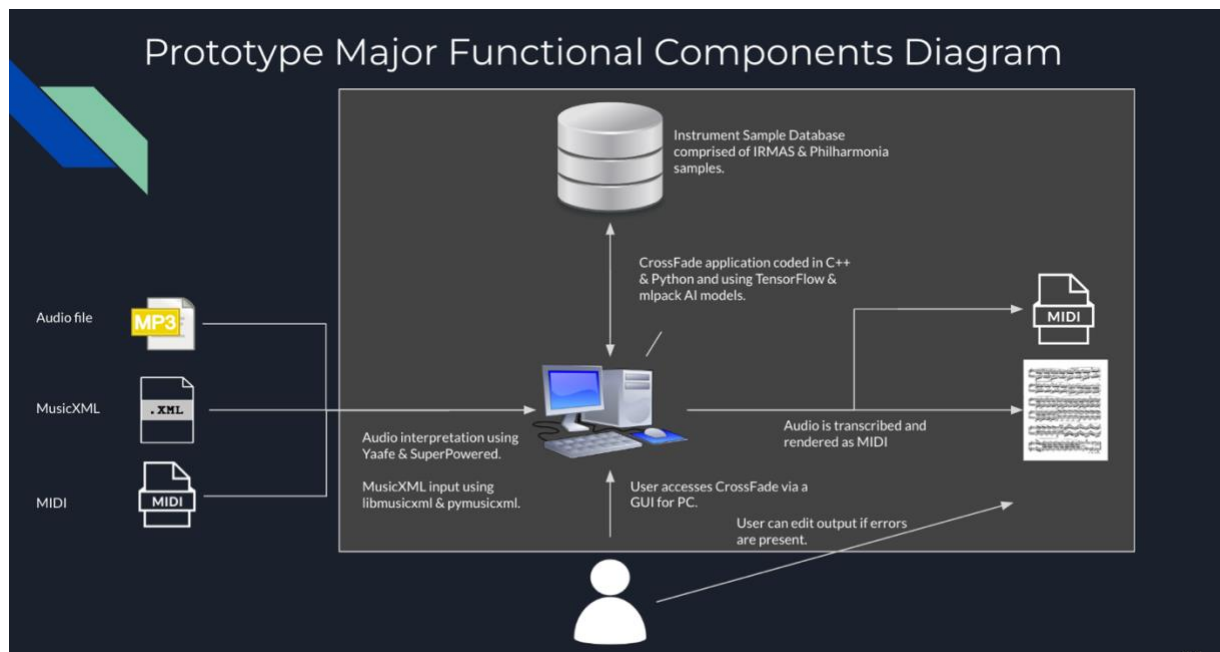 Prototype Major Functional Components Diagram
Instrument Sample Database
comprised of IRMAS & Philharmonia
samples.
CrossFade application coded in C++
& Python and using TensorFlow &
mlpack AI models.
Audio file
MP3
MusicXML
.XML
MIDI
MIDI
Audio interpretation using
Yaafe & SuperPowered.
MusicXML input using
libmusicxml & pymusicxml.
MIDI
Audio is transcribed and
rendered as MIDI
User accesses CrossFade via a
GUI for PC.
User can edit output if errors
are present.